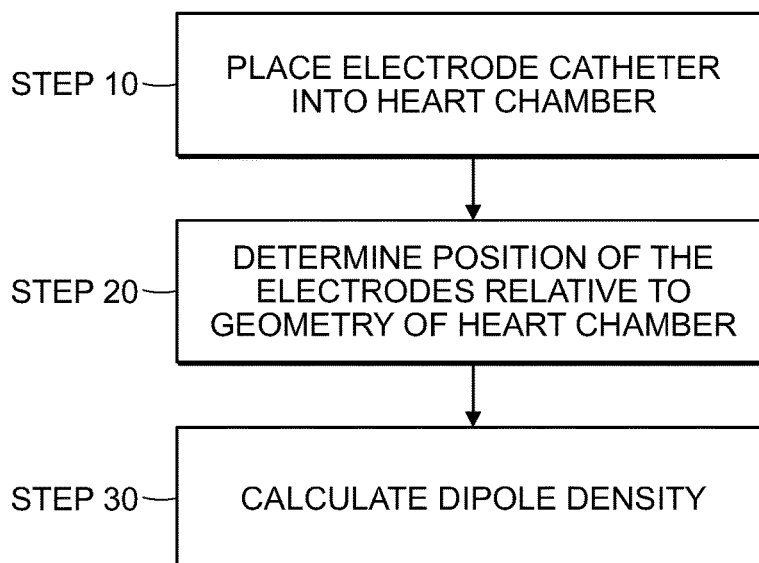 STEP 10
PLACE ELECTRODE CATHETER
INTO HEART CHAMBER
STEP 20
DETERMINE POSITION OF THE
ELECTRODES RELATIVE TO
GEOMETRY OF HEART CHAMBER
STEP 30
CALCULATE DIPOLE DENSITY